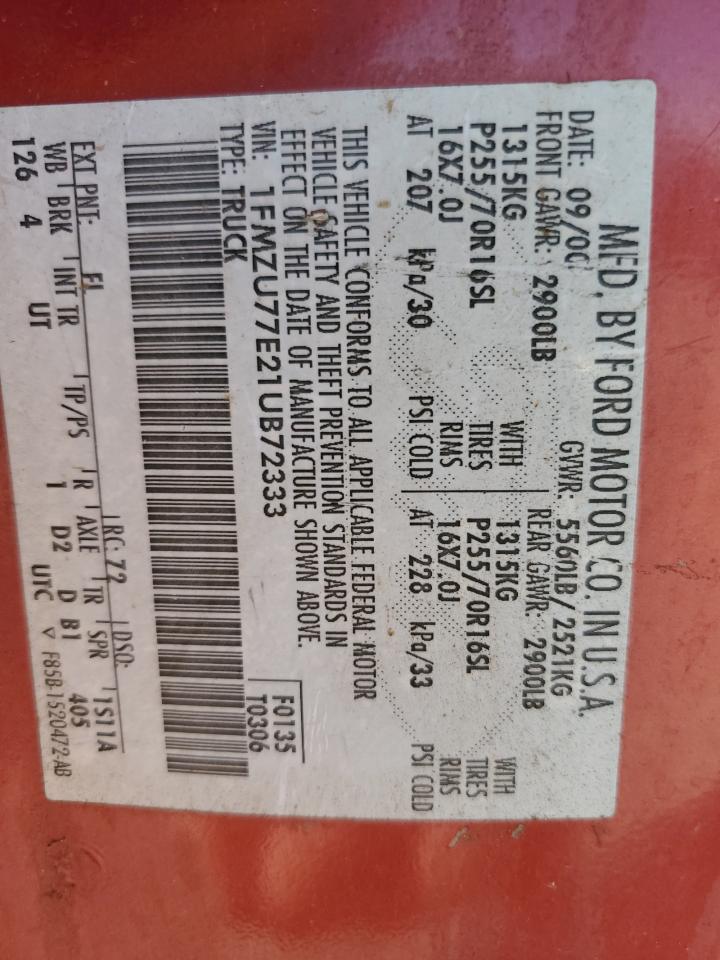 MFD. BY FORD MOTOR CO. IN U.S.A.
DATE: 09/00 GVWR: 5560LB/ 2521KG
FRONT GAWR: 2900LB REAR GAWR: 2900LB
1315KG WITH 1315KG WITH
P255/70R16SL TIRES P255/70R16SL TIRES
16X7.0J RIMS 16X7.0J RIMS
AT 207 kPa/30 PSI COLD AT 228 kPa/33 PSI COLD
THIS VEHICLE CONFORMS TO ALL APPLICABLE FEDERAL MOTOR
VEHICLE SAFETY AND THEFT PREVENTION STANDARDS IN
EFFECT ON THE DATE OF MANUFACTURE SHOWN ABOVE.
VIN: 1FMZU77E21UB72333 F0135
TYPE: TRUCK T0306
EXT PNT: FL RC: 72 DSO: 1S11A
WB BRK INT TR TP/PS R AXLE TR SPR 405
126 4 UT 1 D2 D B1
UTC ▽ F85B-1520472-AB